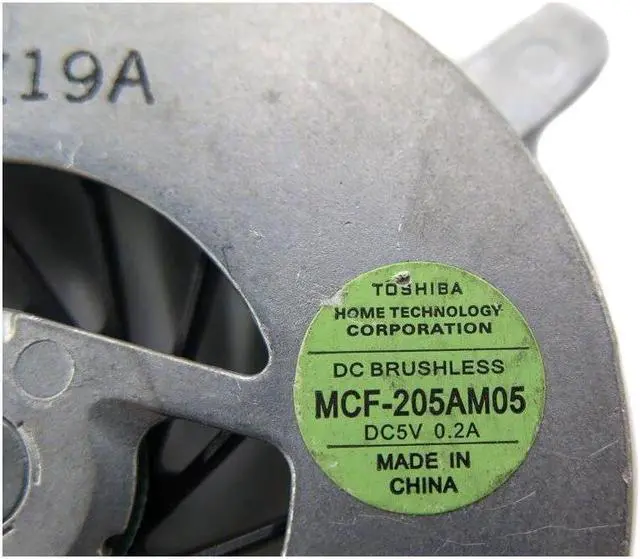 19A
TOSHIBA
HOME TECHNOLOGY
CORPORATION
DC BRUSHLESS
MCF-205AM05
DC5V 0.2A
MADE IN
CHINA